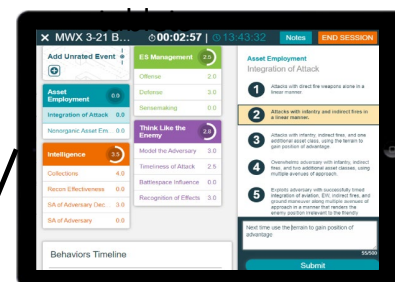 × MWX 3-21 B... 00:02:57 | 13:43:32 Notes END SESSION
Add Unrated Event
Asset Employment 0.0
Integration of Attack 0.0
Nonorganic Asset Em. 0.0
Intelligence 3.5
Collections 4.0
Recon Effectiveness 0.0
SA of Adversary Dec. 3.0
SA of Adversary 0.0
ES Management 2.5
Offense 2.0
Defense 3.0
Sensemaking 0.0
Think Like the Enemy 2.8
Model the Adversary 3.0
Timeliness of Attack 2.5
Battlespace Influence 0.0
Recognition of Effects 3.0
Behaviors Timeline
Asset Employment
Integration of Attack
1 Attacks with direct fire weapons alone in a
linear manner.
2 Attacks with infantry and indirect fires in
a linear manner.
3 Attacks with infantry, indirect fires, and one
additional asset class, using the terrain to
gain position of advantage
4 Overwhelms adversary with infantry, indirect
fires, and two additional asset classes, using
multiple avenues of approach.
5 Exploits adversary with successfully timed
integration of aviation, EW, indirect fires, and
ground maneuver along multiple avenues of
approach in a manner that renders the
enemy position irrelevant to the friendly
Next time use the terrain to gain position of
advantage
55/500
Submit